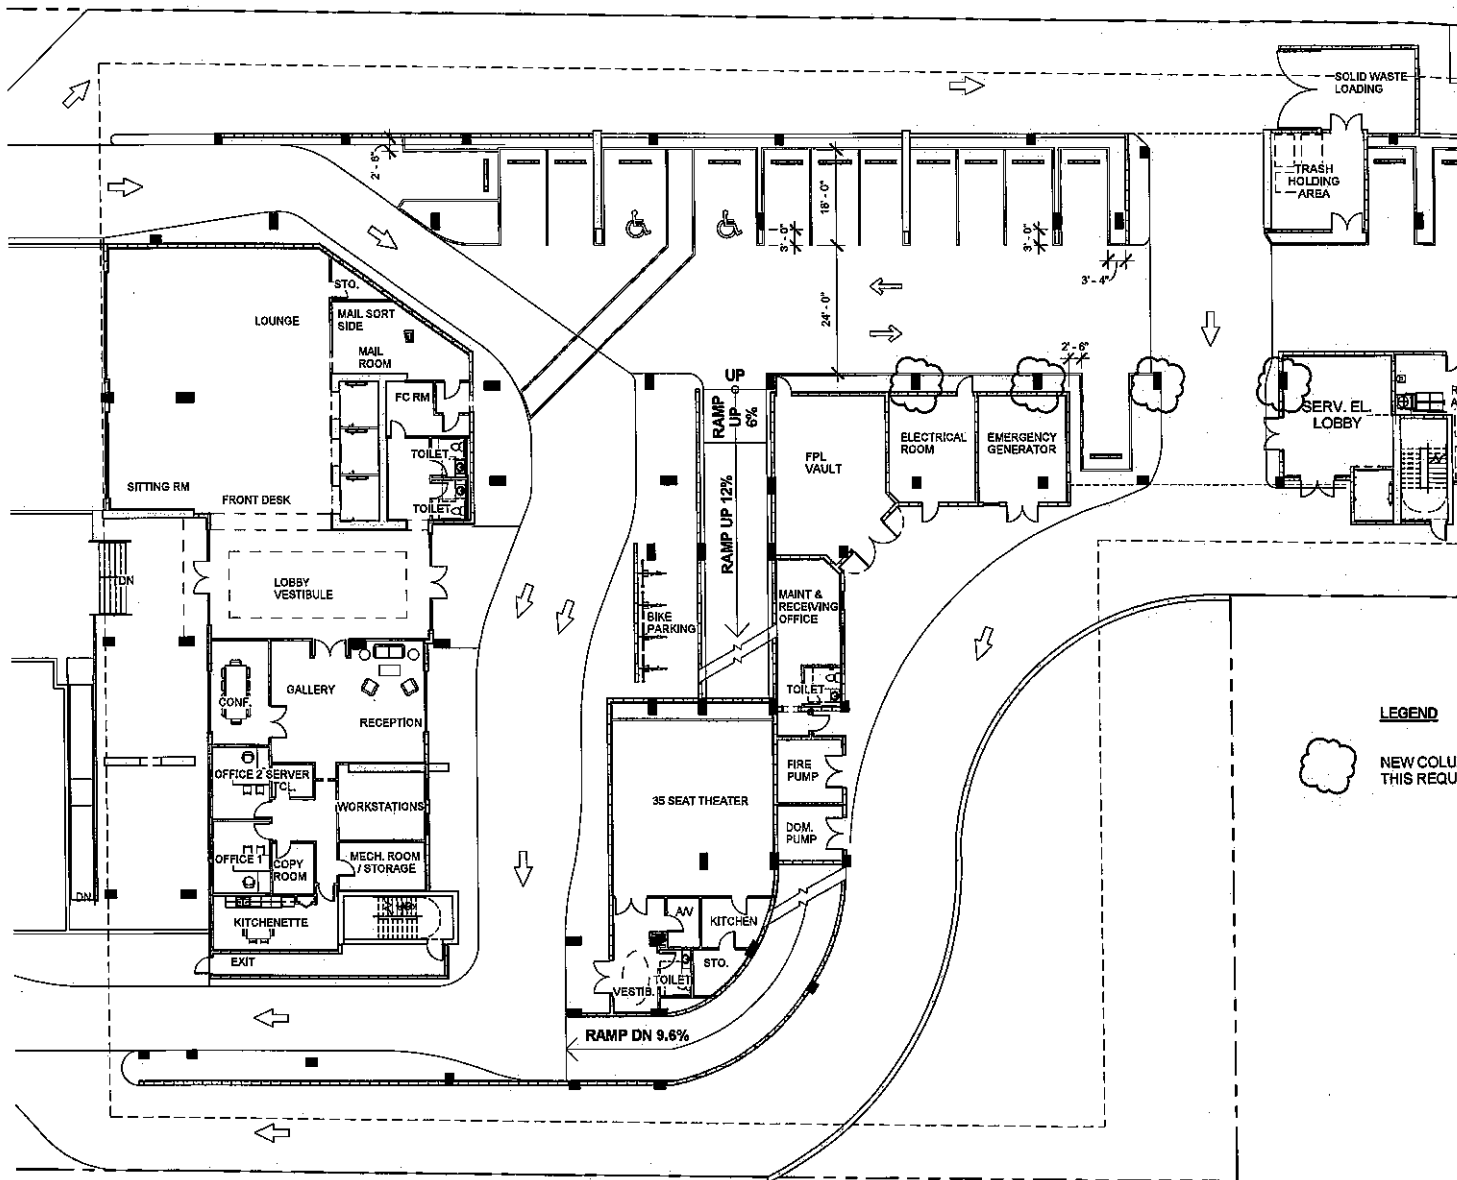 SOLID WASTE
LOADING
TRASH
HOLDING
AREA
2' - 6"
18' - 0"
3' - 0"
3' - 0"
3' - 4"
24' - 0"
2' - 6"
STO.
MAIL SORT
SIDE
LOUNGE
MAIL
ROOM
FC RM
TOILET
TOILET
SITTING RM
FRONT DESK
UP
RAMP
UP
6%
RAMP UP 12%
FPL
VAULT
ELECTRICAL
ROOM
EMERGENCY
GENERATOR
SERV. EL.
LOBBY
DN
LOBBY
VESTIBULE
BIKE
PARKING
MAINT &
RECEIVING
OFFICE
TOILET
CONF.
GALLERY
RECEPTION
OFFICE 2
SERVER
WORKSTATIONS
OFFICE 1
COPY
ROOM
MECH. ROOM
/ STORAGE
KITCHENETTE
EXIT
DN
35 SEAT THEATER
FIRE
PUMP
DOM.
PUMP
A/V
KITCHEN
STO.
TOILET
VESTIB.
RAMP DN 9.6%
LEGEND
NEW COLU
THIS REQU